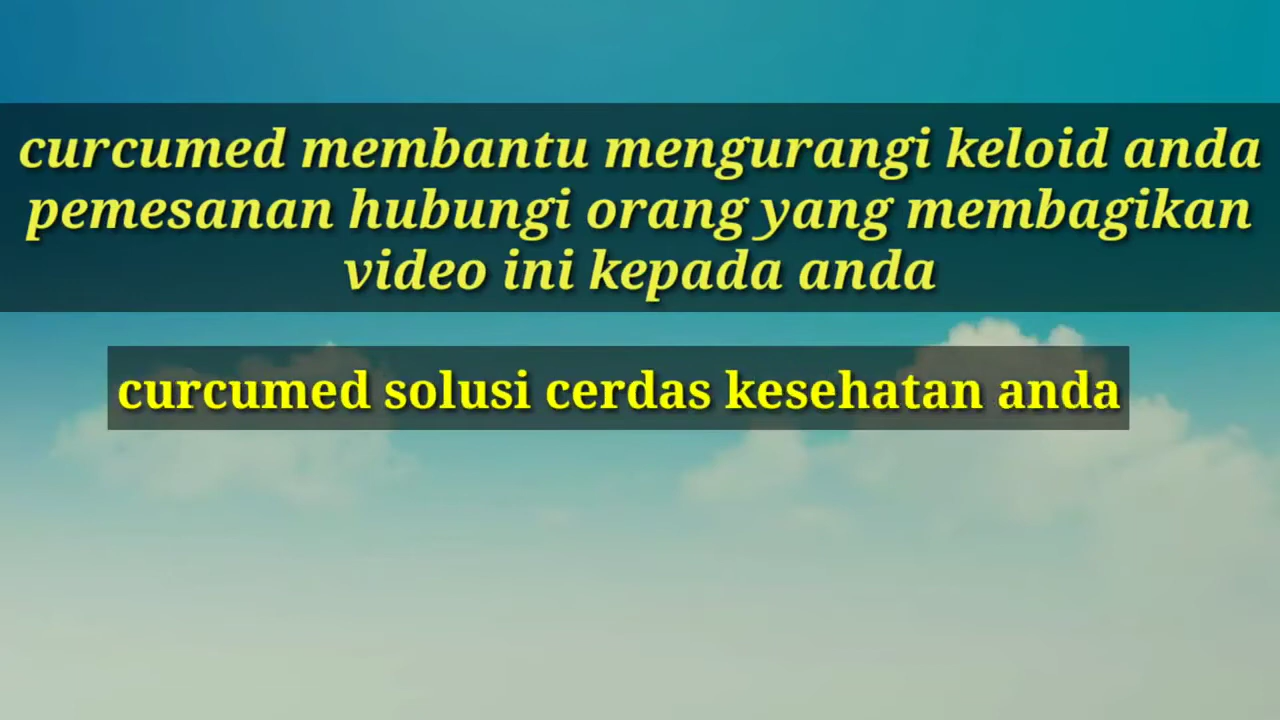 curcumed membantu mengurangi keloid anda
pemesanan hubungi orang yang membagikan
video ini kepada anda
curcumed solusi cerdas kesehatan anda